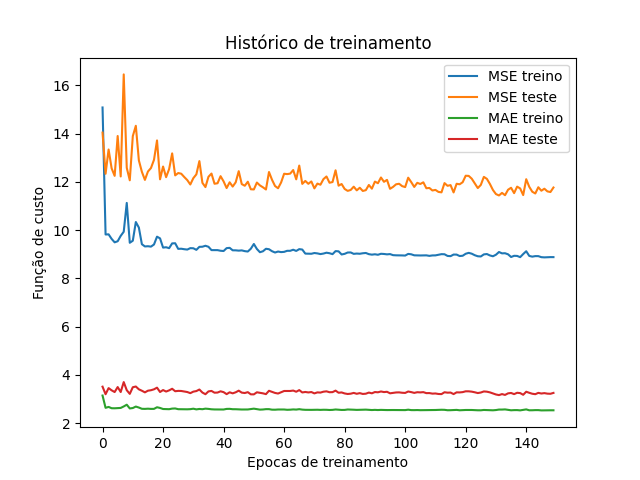 Histórico de treinamento
MSE treino
MSE teste
MAE treino
MAE teste
Função de custo
16
14
12
10
8
6
4
2
0
20
40
60
80
100
120
140
Epocas de treinamento